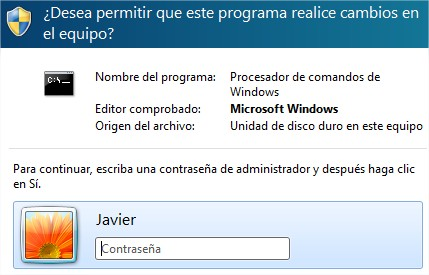 ¿Desea permitir que este programa realice cambios en
el equipo?
C:\_
Nombre del programa: Procesador de comandos de
Windows
Editor comprobado: Microsoft Windows
Origen del archivo: Unidad de disco duro en este equipo
Para continuar, escriba una contraseña de administrador y después haga clic
en Sí.
Javier
Contraseña